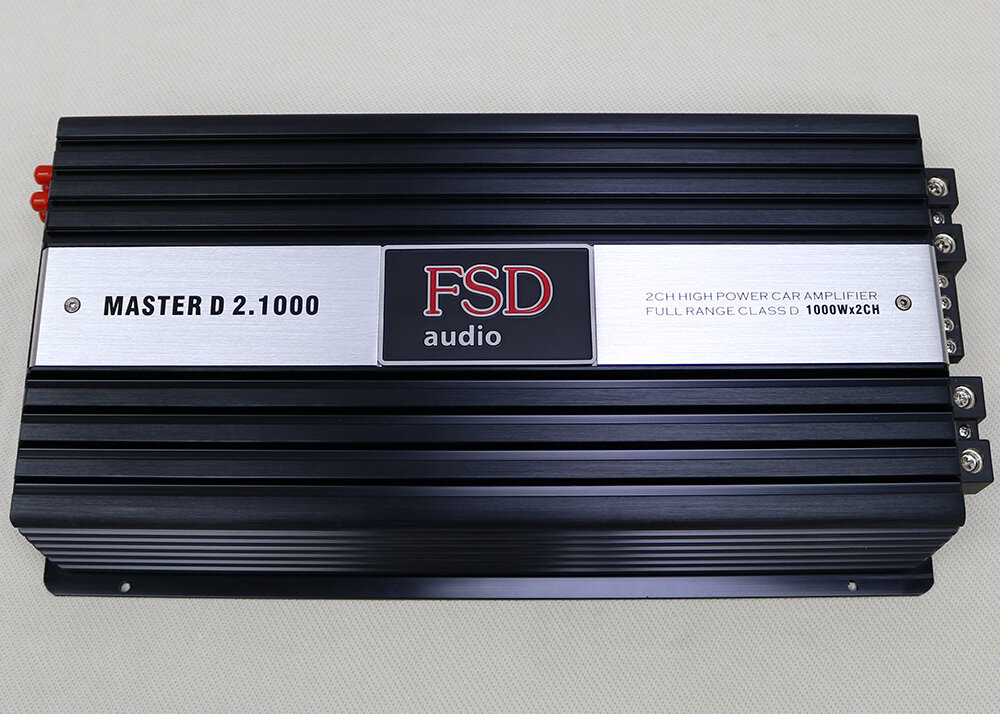 MASTER D 2.1000
FSD
audio
2CH HIGH POWER CAR AMPLIFIER
FULL RANGE CLASS D 1000Wx2CH